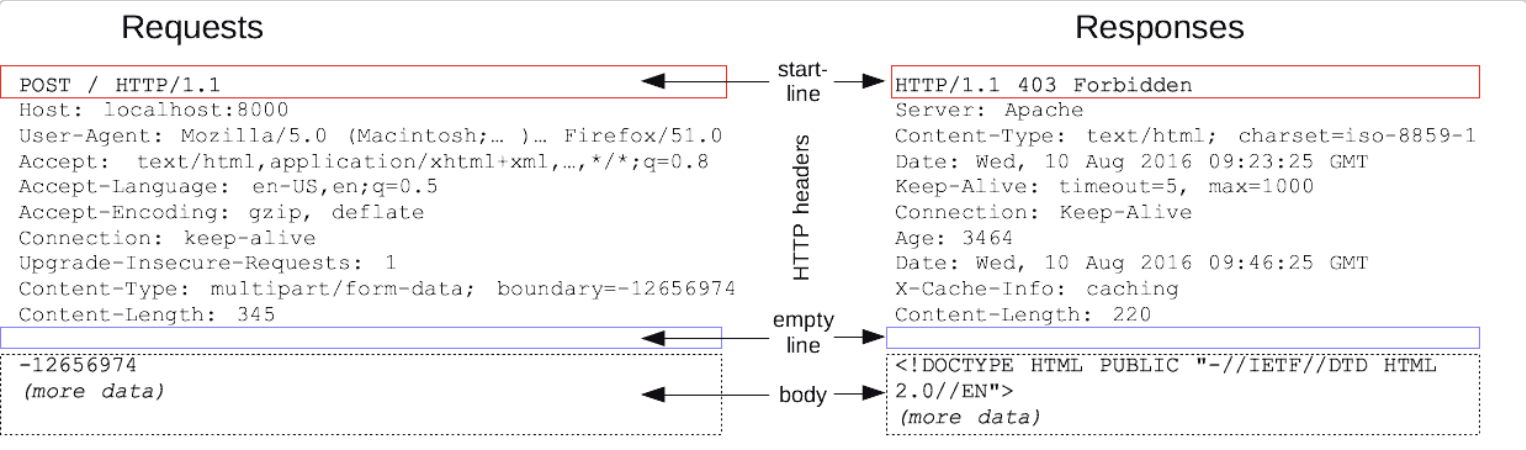 Requests
POST / HTTP/1.1
Host: localhost:8000
User-Agent: Mozilla/5.0 (Macintosh;… )… Firefox/51.0
Accept: text/html,application/xhtml+xml,…,*/*;q=0.8
Accept-Language: en-US,en;q=0.5
Accept-Encoding: gzip, deflate
Connection: keep-alive
Upgrade-Insecure-Requests: 1
Content-Type: multipart/form-data; boundary=-12656974
Content-Length: 345
-12656974
(more data)
start-
line
HTTP headers
empty
line
body
Responses
HTTP/1.1 403 Forbidden
Server: Apache
Content-Type: text/html; charset=iso-8859-1
Date: Wed, 10 Aug 2016 09:23:25 GMT
Keep-Alive: timeout=5, max=1000
Connection: Keep-Alive
Age: 3464
Date: Wed, 10 Aug 2016 09:46:25 GMT
X-Cache-Info: caching
Content-Length: 220
<!DOCTYPE HTML PUBLIC "-//IETF//DTD HTML
2.0//EN">
(more data)